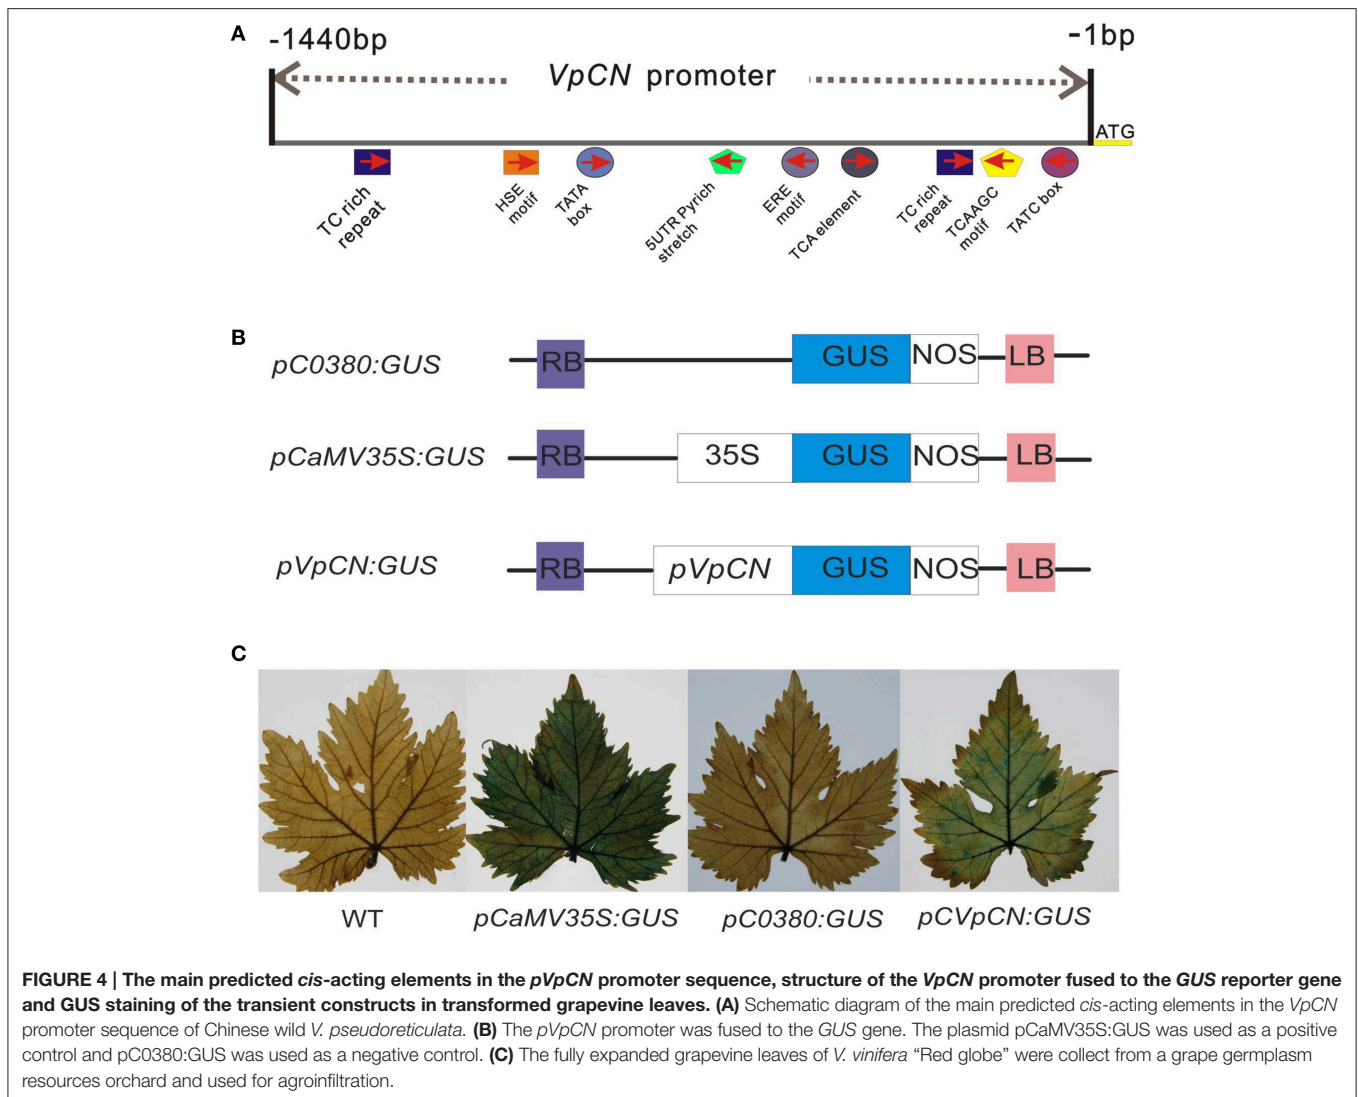 A
-1440bp
-1bp
VpCN promoter
ATG
TC rich
repeat
HSE
motif
TATA
box
5UTR Pyrich
stretch
ERE
motif
TCA element
TC rich
repeat
TCAAGC
motif
TATC box
B
pC0380:GUS
RB GUS NOS LB
pCaMV35S:GUS
RB 35S GUS NOS LB
pVpCN:GUS
RB pVpCN GUS NOS LB
C
WT pCaMV35S:GUS pC0380:GUS pCVpCN:GUS
FIGURE 4 | The main predicted cis-acting elements in the pVpCN promoter sequence, structure of the VpCN promoter fused to the GUS reporter gene
and GUS staining of the transient constructs in transformed grapevine leaves. (A) Schematic diagram of the main predicted cis-acting elements in the VpCN
promoter sequence of Chinese wild V. pseudoreticulata. (B) The pVpCN promoter was fused to the GUS gene. The plasmid pCaMV35S:GUS was used as a positive
control and pC0380:GUS was used as a negative control. (C) The fully expanded grapevine leaves of V. vinifera “Red globe” were collect from a grape germplasm
resources orchard and used for agroinfiltration.